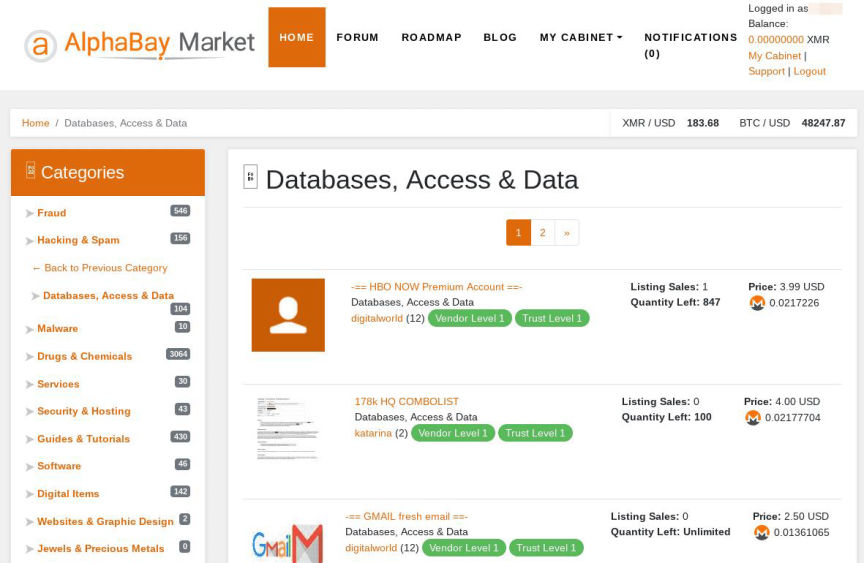 AlphaBay Market
HOME
FORUM
ROADMAP
BLOG
MY CABINET
NOTIFICATIONS (0)
Logged in as
Balance:
0.00000000 XMR
My Cabinet |
Support | Logout
Home / Databases, Access & Data
XMR / USD 183.68 BTC / USD 48247.87
Categories
Fraud 546
Hacking & Spam 156
← Back to Previous Category
Databases, Access & Data
104
Malware 10
Drugs & Chemicals 3064
Services 30
Security & Hosting 43
Guides & Tutorials 430
Software 46
Digital Items 142
Websites & Graphic Design 2
Jewels & Precious Metals 0
Databases, Access & Data
1 2 »
-== HBO NOW Premium Account ==-
Databases, Access & Data
digitalworld (12) Vendor Level 1 Trust Level 1
Listing Sales: 1
Quantity Left: 847
Price: 3.99 USD
0.0217226
178k HQ COMBOLIST
Databases, Access & Data
katarina (2) Vendor Level 1 Trust Level 1
Listing Sales: 0
Quantity Left: 100
Price: 4.00 USD
0.02177704
Gmail
-== GMAIL fresh email ==-
Databases, Access & Data
digitalworld (12) Vendor Level 1 Trust Level 1
Listing Sales: 0
Quantity Left: Unlimited
Price: 2.50 USD
0.01361065